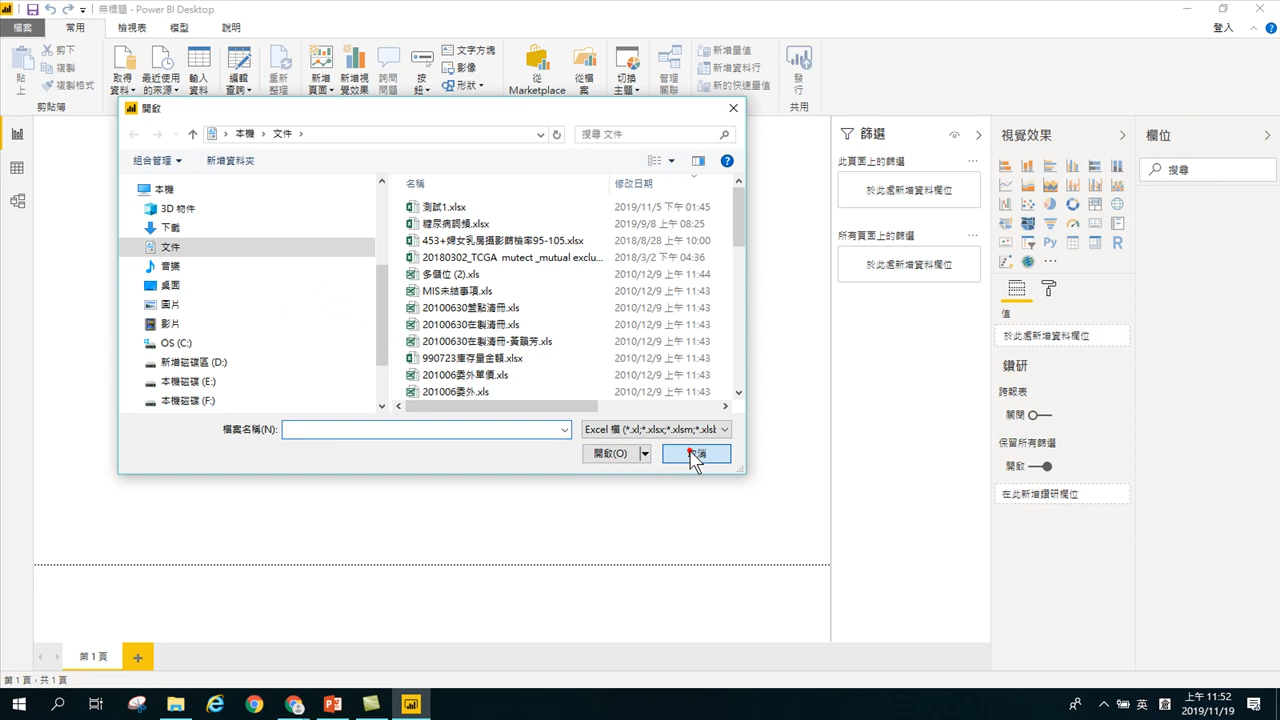 無標題 - Power BI Desktop
檔案 常用 檢視表 模型 說明 登入
剪下
複製
複製格式
貼上
剪貼簿
取得資料
最近使用的來源
輸入資料
編輯查詢
重新整理
新增頁面
新增視覺效果
詢問問題
按鈕
文字方塊
影像
形狀
從 Marketplace
從檔案
切換主題
管理關聯
新增量值
新增資料行
新的快速量值
發行
共用
開啟
本機 文件
搜尋 文件
組合管理 新增資料夾
本機
3D 物件
下載
文件
音樂
桌面
圖片
影片
OS (C:)
新增磁碟區 (D:)
本機磁碟 (E:)
本機磁碟 (F:)
名稱 修改日期
測試1.xlsx 2019/11/5 下午 01:45
糖尿病詞頻.xlsx 2019/9/8 上午 08:25
453+婦女乳房攝影篩檢率95-105.xlsx 2018/8/28 上午 10:00
20180302_TCGA mutect _mutual exclu... 2018/3/2 下午 04:36
多儲位 (2).xls 2010/12/9 上午 11:44
MIS未結事項.xls 2010/12/9 上午 11:43
20100630盤點清冊.xls 2010/12/9 上午 11:43
20100630在製清冊.xls 2010/12/9 上午 11:43
20100630在製清冊-黃韻芳.xls 2010/12/9 上午 11:43
990723庫存量金額.xlsx 2010/12/9 上午 11:43
201006委外單價.xls 2010/12/9 上午 11:43
201006委外.xls 2010/12/9 上午 11:43
檔案名稱(N):
Excel 檔 (*.xl;*.xlsx;*.xlsm;*.xlsb
開啟(O)
篩選
此頁面上的篩選
於此處新增資料欄位
所有頁面上的篩選
於此處新增資料欄位
視覺效果
Py
R
值
於此處新增資料欄位
鑽研
跨報表
關閉
保留所有篩選
開啟
在此新增鑽研欄位
欄位
搜尋
第 1 頁
第 1 頁，共 1 頁
英
上午 11:52
2019/11/19